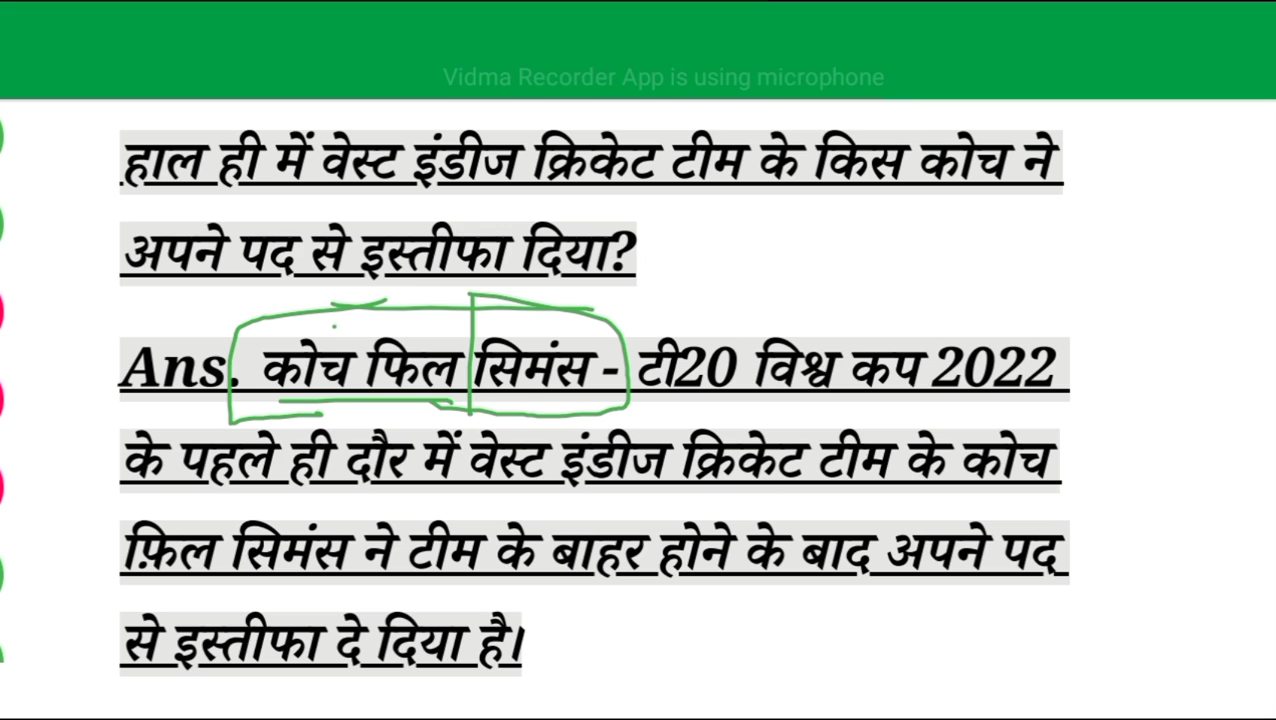 Vidma Recorder App is using microphone
हाल ही में वेस्ट इंडीज क्रिकेट टीम के किस कोच ने
अपने पद से इस्तीफा दिया?
Ans. कोच फिल सिमंस - टी20 विश्व कप 2022
के पहले ही दौर में वेस्ट इंडीज क्रिकेट टीम के कोच
फ़िल सिमंस ने टीम के बाहर होने के बाद अपने पद
से इस्तीफा दे दिया है।